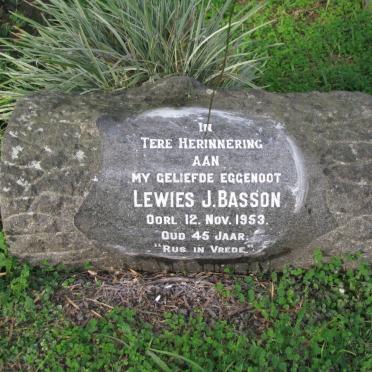 IN
TERE HERINNERING
AAN
MY GELIEFDE EGGENOOT
LEWIES J. BASSON
OORL. 12. NOV. 1953.
OUD 45 JAAR.
"RUS IN VREDE"